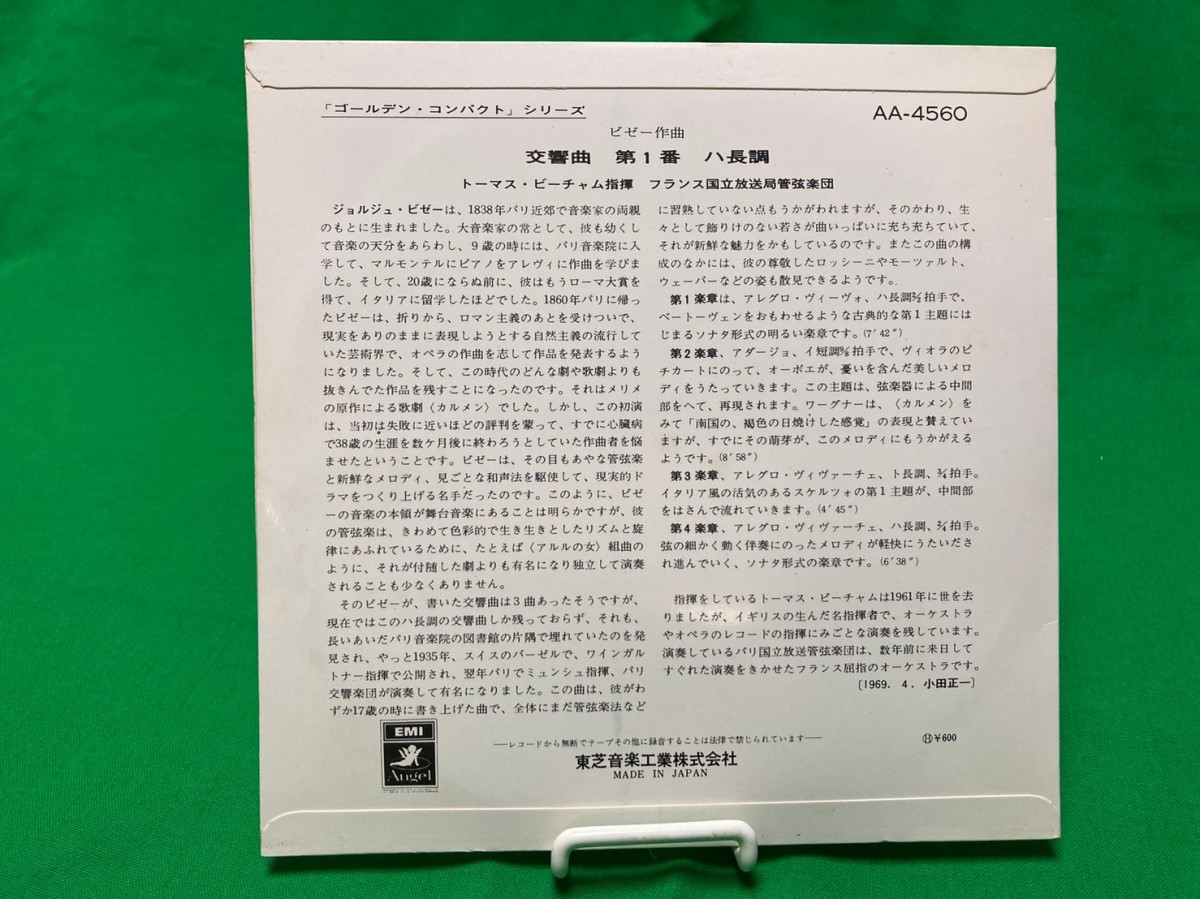 「ゴールデン・コンパクト」シリーズ
AA-4560
ビゼー作曲
交響曲 第1番 ハ長調
トーマス・ビーチャム指揮 フランス国立放送局管弦楽団
ジョルジュ・ビゼーは、1838年パリ近郊で音楽家の両親
のもとに生まれました。大音楽家の常として、彼も幼くし
て音楽の天分をあらわし、9歳の時には、パリ音楽院に入
学して、マルモンテルにピアノをアレヴィに作曲を学びま
した。そして、20歳にならぬ前に、彼はもうローマ大賞を
得て、イタリアに留学したほどでした。1860年パリに帰っ
たビゼーは、折りから、ロマン主義のあとを受けついで、
現実をありのままに表現しようとする自然主義の流行して
いた芸術界で、オペラの作曲を志して作品を発表するよう
になりました。そして、この時代のどんな劇や歌劇よりも
抜きんでた作品を残すことになったのです。それはメリメ
の原作による歌劇〈カルメン〉でした。しかし、この初演
は、当初は失敗に近いほどの評判を蒙って、すでに心臓病
で38歳の生涯を数ケ月後に終わろうとしていた作曲者を悩
ませたということです。ビゼーは、その目もあやな管弦楽
と新鮮なメロディ、見ごとな和声法を駆使して、現実的ド
ラマをつくり上げる名手だったのです。このように、ビゼ
ーの音楽の本領が舞台音楽にあることは明らかですが、彼
の管弦楽は、きわめて色彩的で生き生きとしたリズムと旋
律にあふれているために、たとえば〈アルルの女〉組曲の
ように、それが付随した劇よりも有名になり独立して演奏
されることも少なくありません。
そのビゼーが、書いた交響曲は3曲あったそうですが、
現在ではこのハ長調の交響曲しか残っておらず、それも、
長いあいだパリ音楽院の図書館の片隅で埋れていたのを発
見され、やっと1935年、スイスのバーゼルで、ワインガル
トナー指揮で公開され、翌年パリでミュンシュ指揮、パリ
交響楽団が演奏して有名になりました。この曲は、彼がわ
ずか17歳の時に書き上げた曲で、全体にまだ管弦楽法など
に習熟していない点もうかがわれますが、そのかわり、生
々として飾りけのない若さが曲いっぱいに充ち充ちていて、
それが新鮮な魅力をかもしているのです。またこの曲の構
成のなかには、彼の尊敬したロッシーニやモーツァルト、
ウェーバーなどの姿も散見できるようです。
第1楽章は、アレグロ・ヴィーヴォ、ハ長調2/2拍手で、
ベートーヴェンをおもわせるような古典的な第1主題には
じまるソナタ形式の明るい楽章です。(7′42″)
第2楽章、アダージョ、イ短調9/8拍手で、ヴィオラのピ
チカートにのって、オーボエが、憂いを含んだ美しいメロ
ディをうたっていきます。この主題は、弦楽器による中間
部をへて、再現されます。ワーグナーは、〈カルメン〉を
みて「南国の、褐色の日焼けした感覚」の表現と賛えてい
ますが、すでにその萌芽が、このメロディにもうかがえる
ようです。(8′58″)
第3楽章、アレグロ・ヴィヴァーチェ、ト長調、3/4拍手。
イタリア風の活気のあるスケルツォの第1主題が、中間部
をはさんで流れていきます。(4′45″)
第4楽章、アレグロ・ヴィヴァーチェ、ハ長調、2/4拍手。
弦の細かく動く伴奏にのったメロディが軽快にうたいださ
れ進んでいく、ソナタ形式の楽章です。(6′38″)
指揮をしているトーマス・ビーチャムは1961年に世を去
りましたが、イギリスの生んだ名指揮者で、オーケストラ
やオペラのレコードの指揮にみごとな演奏を残しています。
演奏しているパリ国立放送管弦楽団は、数年前に来日して
すぐれた演奏をきかせたフランス屈指のオーケストラです。
〔1969. 4. 小田正一〕
EMI
Angel
―レコードから無断でテープその他に録音することは法律で禁じられています―
Ⓗ¥600
東芝音楽工業株式会社
MADE IN JAPAN